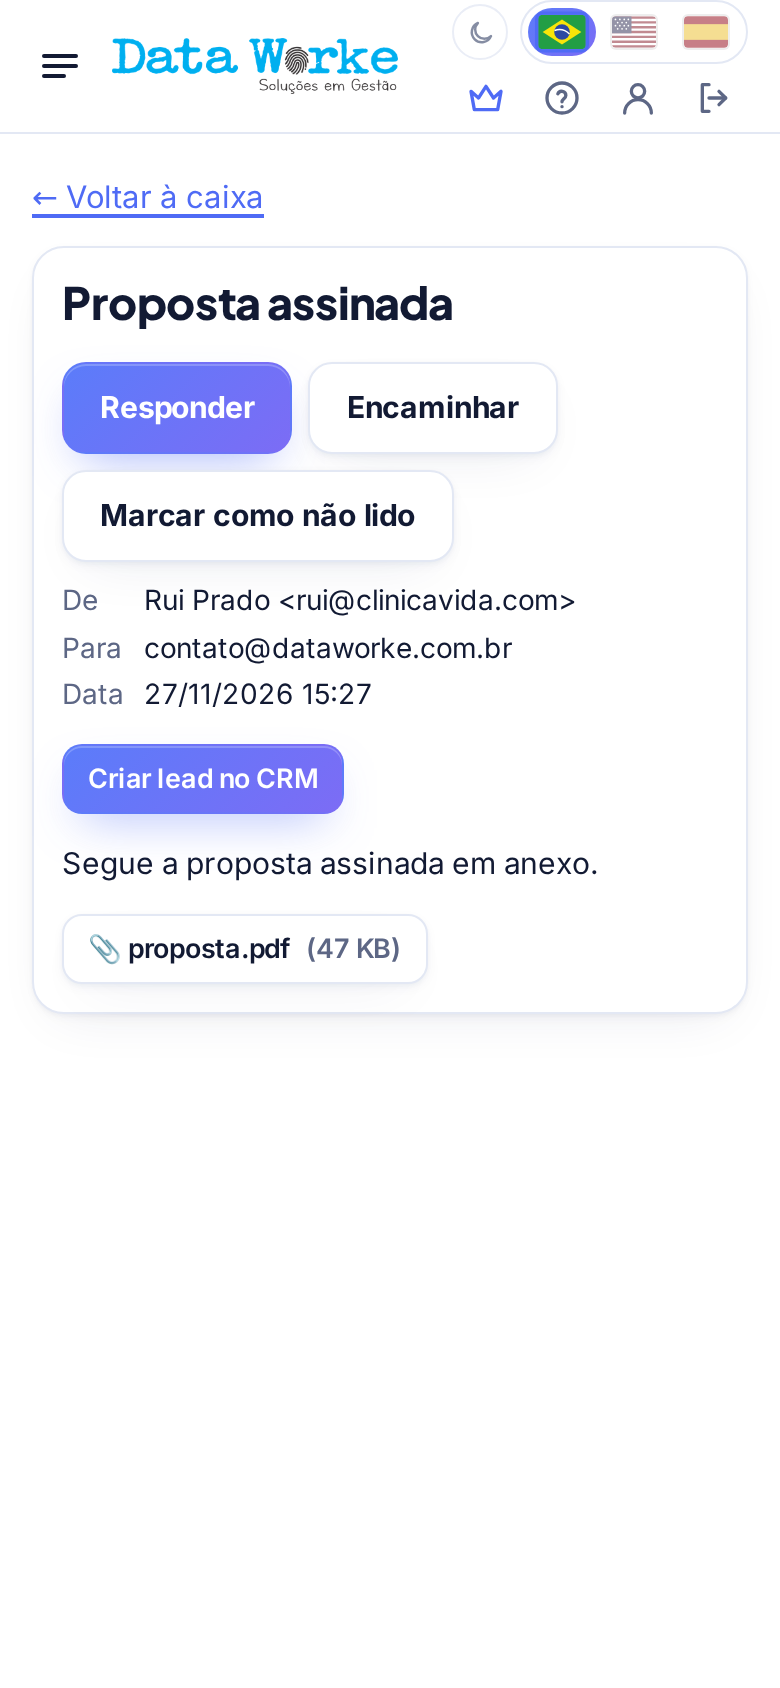 Data Worke
Soluções em Gestão
← Voltar à caixa
Proposta assinada
Responder
Encaminhar
Marcar como não lido
De Rui Prado <rui@clinicavida.com>
Para contato@dataworke.com.br
Data 27/11/2026 15:27
Criar lead no CRM
Segue a proposta assinada em anexo.
proposta.pdf (47 KB)